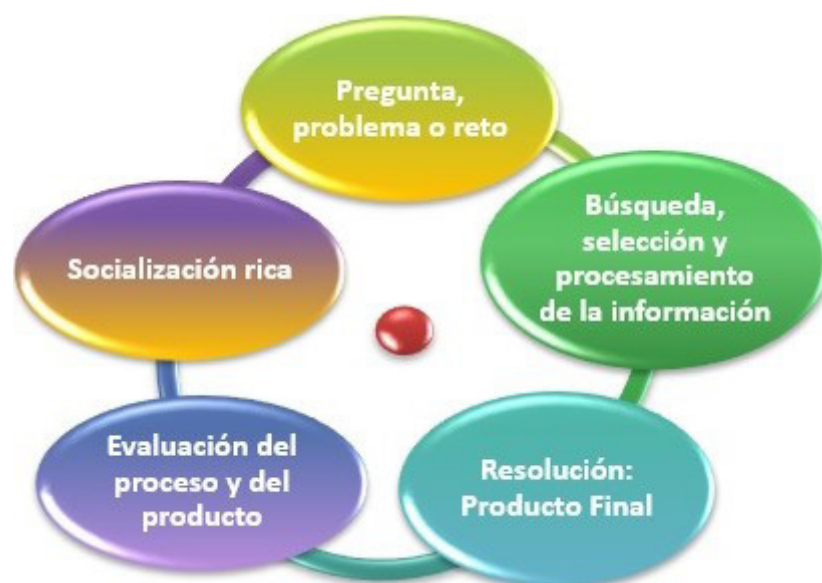 Pregunta,
problema o reto
Búsqueda,
selección y
procesamiento
de la información
Resolución:
Producto Final
Evaluación del
proceso y del
producto
Socialización rica